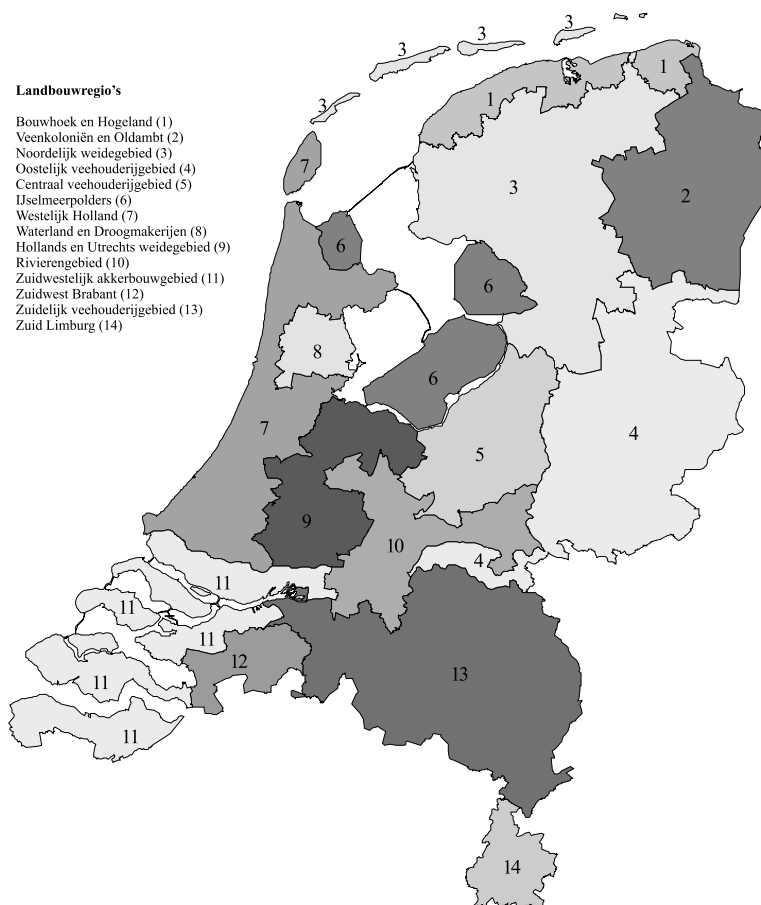 Landbouwregio's
Bouwhoek en Hogeland (1)
Veenkoloniën en Oldambt (2)
Noordelijk weidegebied (3)
Oostelijk veehouderijgebied (4)
Centraal veehouderijgebied (5)
IJselmeerpolders (6)
Westelijk Holland (7)
Waterland en Droogmakerijen (8)
Hollands en Utrechts weidegebied (9)
Rivierengebied (10)
Zuidwestelijk akkerbouwgebied (11)
Zuidwest Brabant (12)
Zuidelijk veehouderijgebied (13)
Zuid Limburg (14)
3
3
3
3
1
1
7
3
2
6
6
8
6
7
4
5
9
10
4
11
11
11
12
11
13
11
14